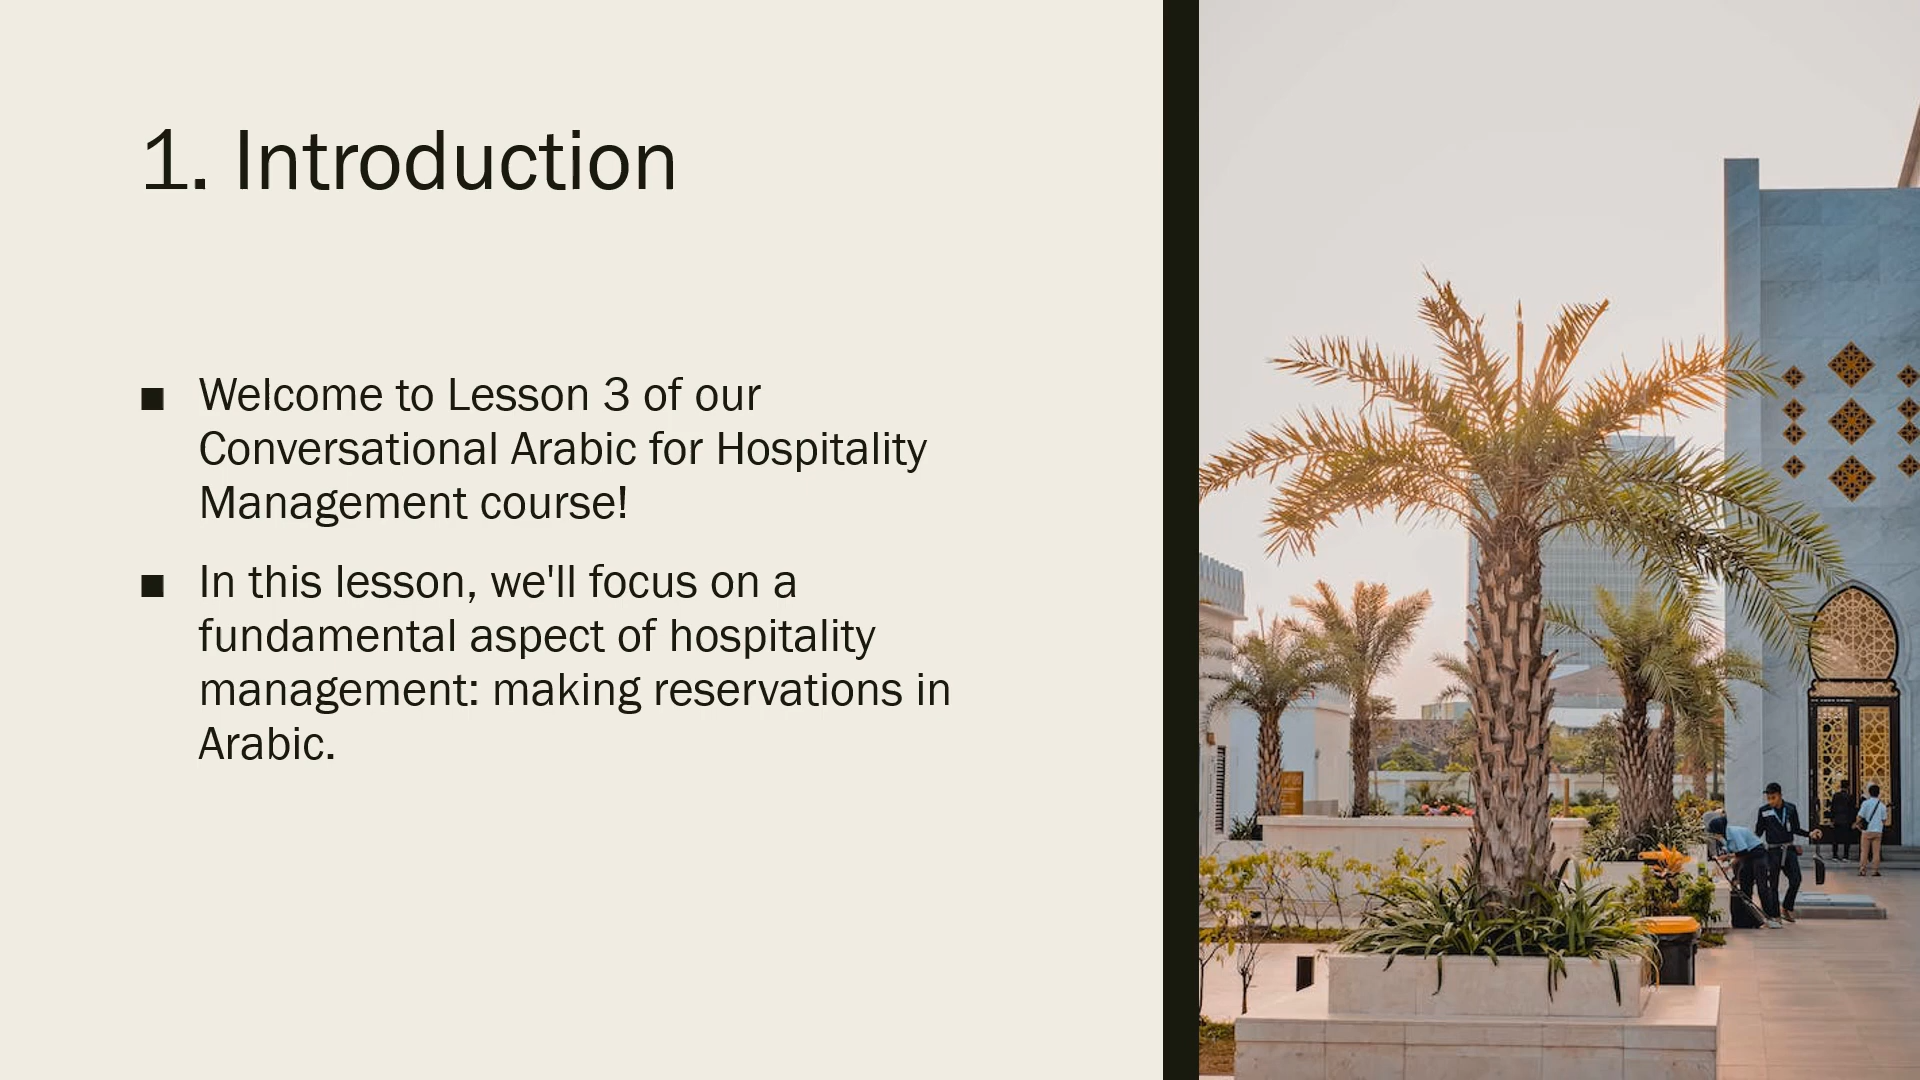 1. Introduction
■ Welcome to Lesson 3 of our
Conversational Arabic for Hospitality
Management course!
■ In this lesson, we'll focus on a
fundamental aspect of hospitality
management: making reservations in
Arabic.